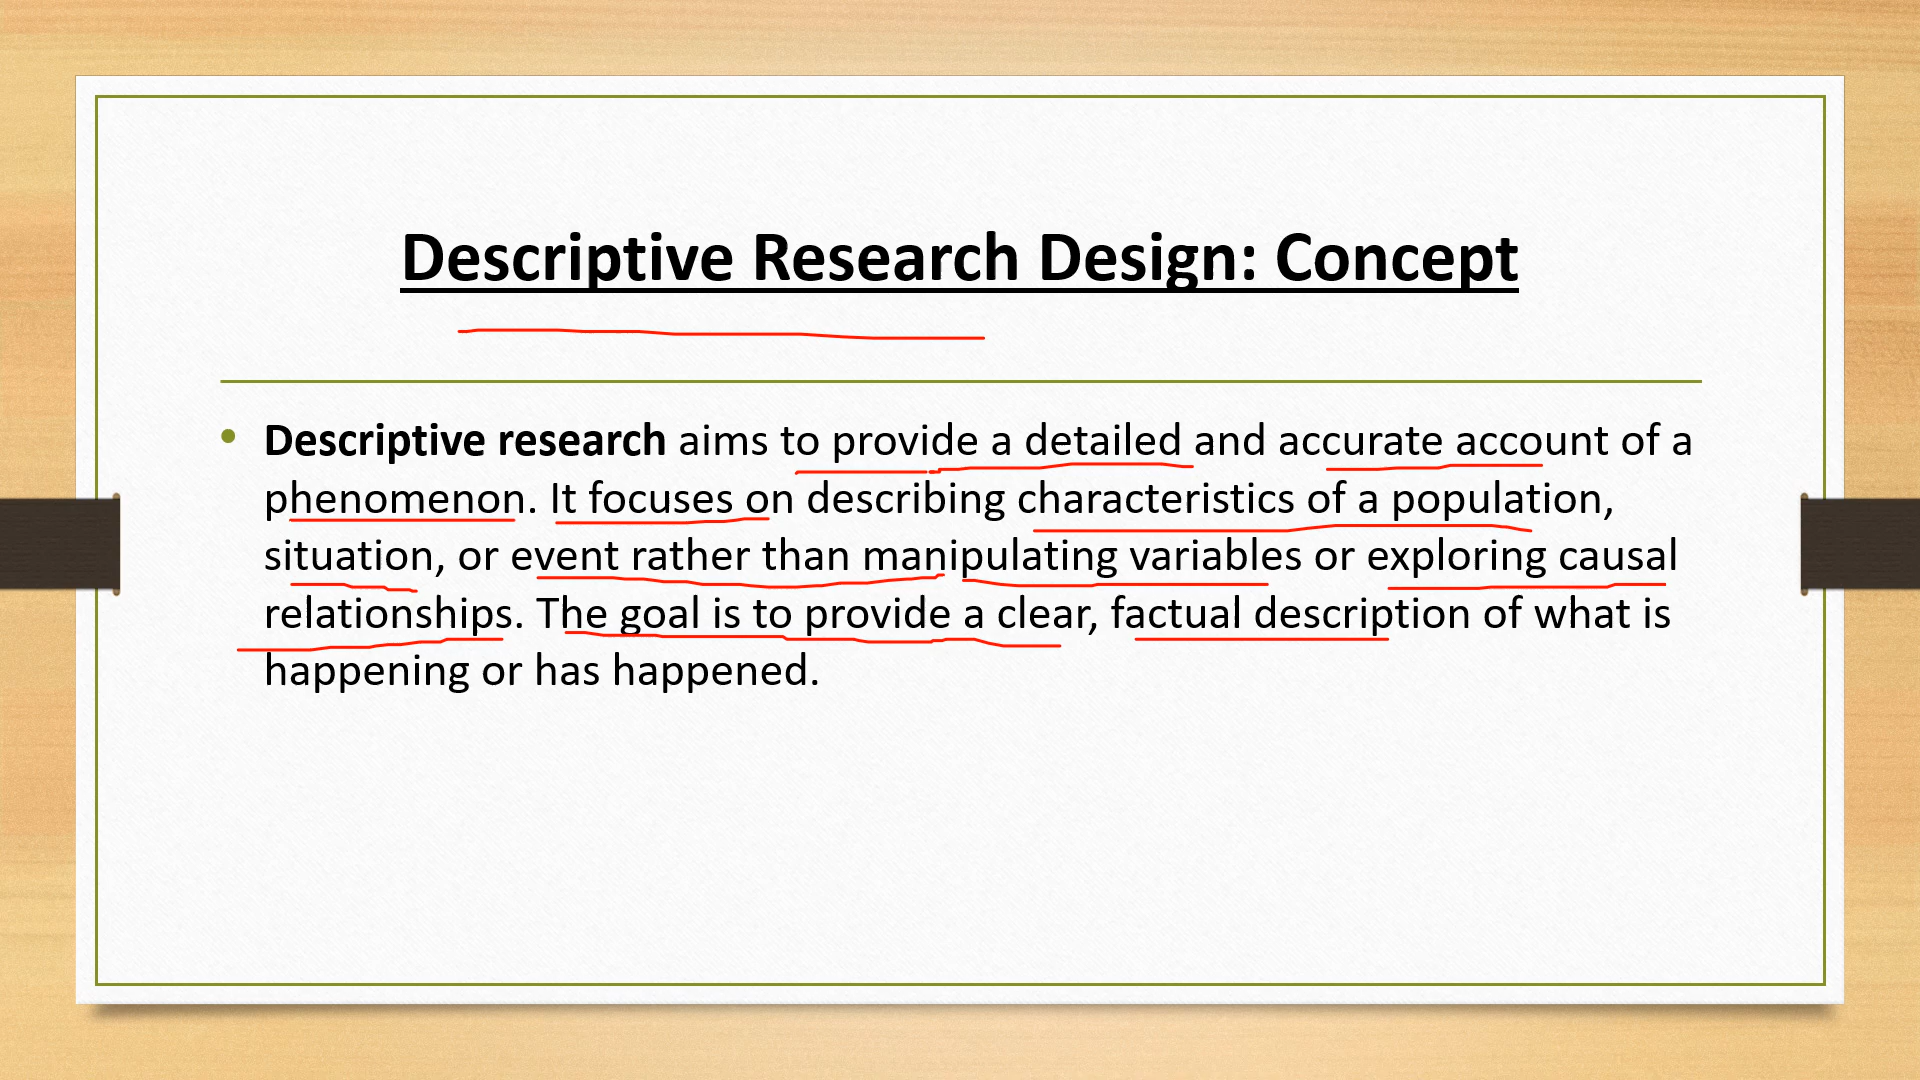 Descriptive Research Design: Concept
Descriptive research aims to provide a detailed and accurate account of a
phenomenon. It focuses on describing characteristics of a population,
situation, or event rather than manipulating variables or exploring causal
relationships. The goal is to provide a clear, factual description of what is
happening or has happened.